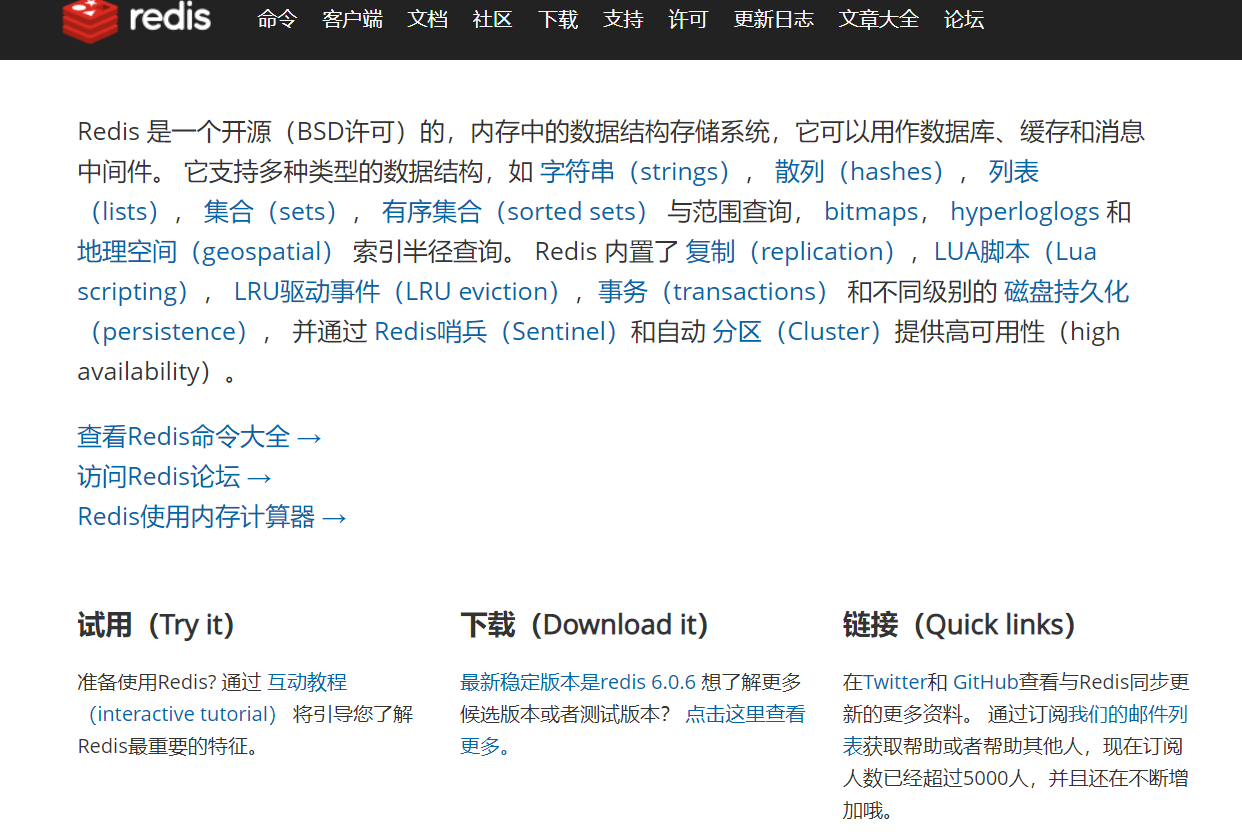 redis 命令 客户端 文档 社区 下载 支持 许可 更新日志 文章大全 论坛
Redis 是一个开源（BSD许可）的，内存中的数据结构存储系统，它可以用作数据库、缓存和消息
中间件。 它支持多种类型的数据结构，如 字符串（strings）， 散列（hashes）， 列表
（lists）， 集合（sets）， 有序集合（sorted sets） 与范围查询， bitmaps， hyperloglogs 和
地理空间（geospatial） 索引半径查询。 Redis 内置了 复制（replication），LUA脚本（Lua
scripting）， LRU驱动事件（LRU eviction），事务（transactions） 和不同级别的 磁盘持久化
（persistence）， 并通过 Redis哨兵（Sentinel）和自动 分区（Cluster）提供高可用性（high
availability）。
查看Redis命令大全 →
访问Redis论坛 →
Redis使用内存计算器 →
试用（Try it）
准备使用Redis? 通过 互动教程
（interactive tutorial） 将引导您了解
Redis最重要的特征。
下载（Download it）
最新稳定版本是redis 6.0.6 想了解更多
候选版本或者测试版本？ 点击这里查看
更多。
链接（Quick links）
在Twitter和 GitHub查看与Redis同步更
新的更多资料。 通过订阅我们的邮件列
表获取帮助或者帮助其他人，现在订阅
人数已经超过5000人，并且还在不断增
加哦。